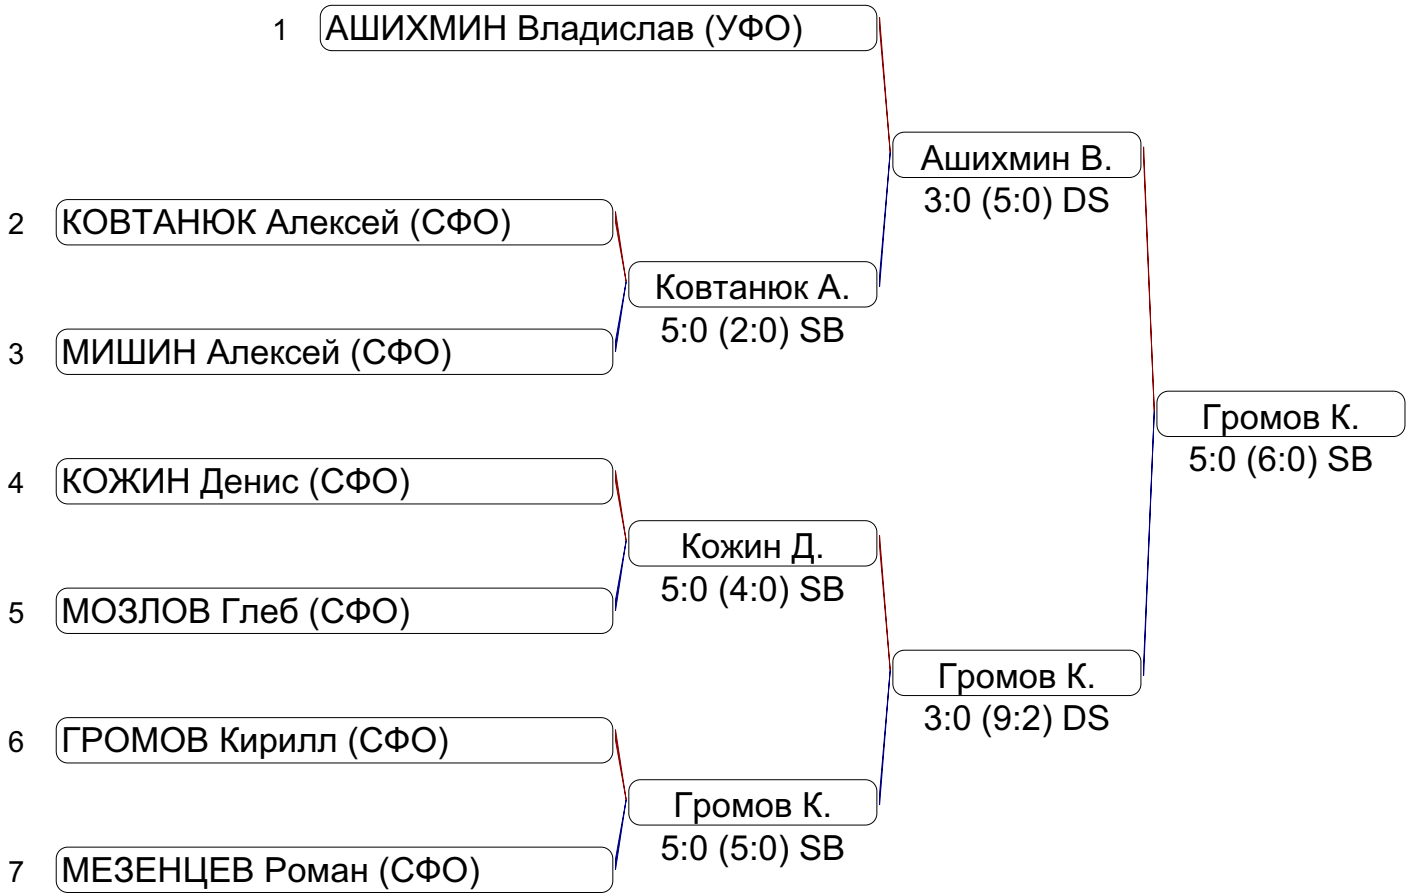 1 АШИХМИН Владислав (УФО)
Ашихмин В.
3:0 (5:0) DS
2 КОВТАНЮК Алексей (СФО)
Ковтанюк А.
5:0 (2:0) SB
3 МИШИН Алексей (СФО)
Громов К.
5:0 (6:0) SB
4 КОЖИН Денис (СФО)
Кожин Д.
5:0 (4:0) SB
5 МОЗЛОВ Глеб (СФО)
Громов К.
3:0 (9:2) DS
6 ГРОМОВ Кирилл (СФО)
Громов К.
5:0 (5:0) SB
7 МЕЗЕНЦЕВ Роман (СФО)